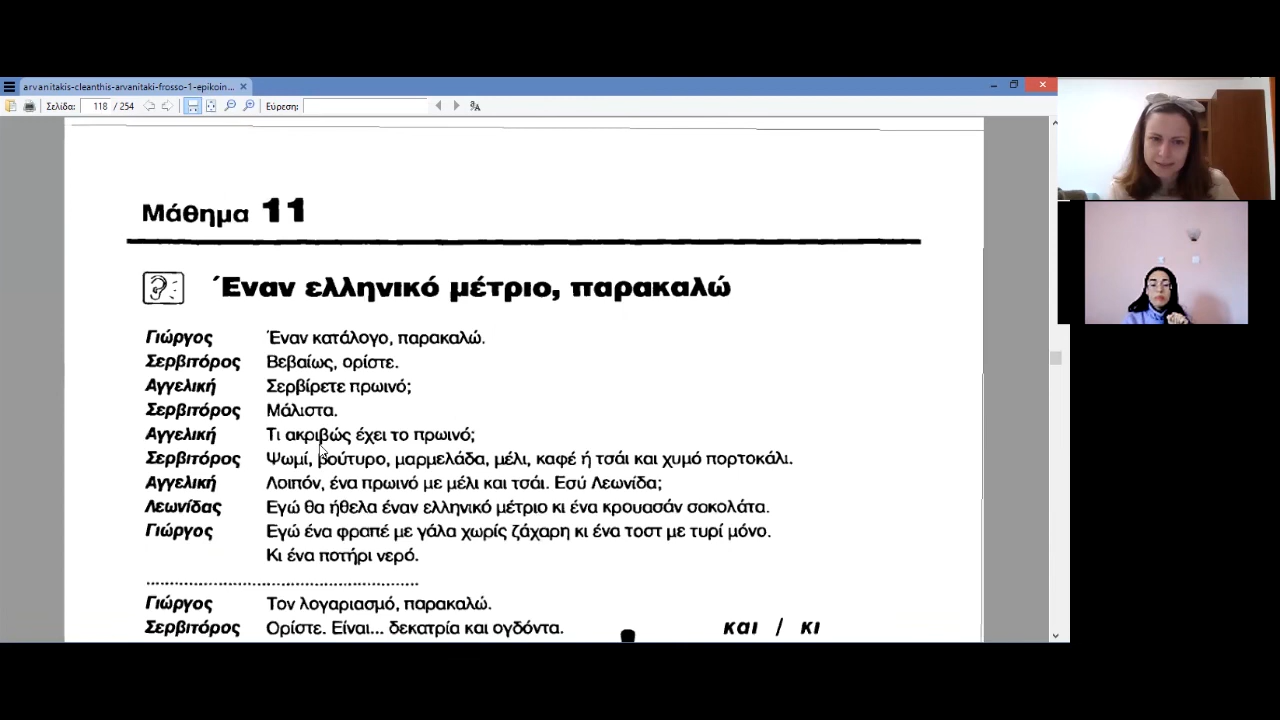 arvanitakis-cleanthis-arvanitaki-frosso-1-epikoin...
Σελίδα: 118 / 254 Εύρεση:
Μάθημα 11
Έναν ελληνικό μέτριο, παρακαλώ
Γιώργος Έναν κατάλογο, παρακαλώ.
Σερβιτόρος Βεβαίως, ορίστε.
Αγγελική Σερβίρετε πρωινό;
Σερβιτόρος Μάλιστα.
Αγγελική Τι ακριβώς έχει το πρωινό;
Σερβιτόρος Ψωμί, βούτυρο, μαρμελάδα, μέλι, καφέ ή τσάι και χυμό πορτοκάλι.
Αγγελική Λοιπόν, ένα πρωινό με μέλι και τσάι. Εσύ Λεωνίδα;
Λεωνίδας Εγώ θα ήθελα έναν ελληνικό μέτριο κι ένα κρουασάν σοκολάτα.
Γιώργος Εγώ ένα φραπέ με γάλα χωρίς ζάχαρη κι ένα τοστ με τυρί μόνο.
Κι ένα ποτήρι νερό.
Γιώργος Τον λογαριασμό, παρακαλώ.
Σερβιτόρος Ορίστε. Είναι... δεκατρία και ογδόντα.
και / κι